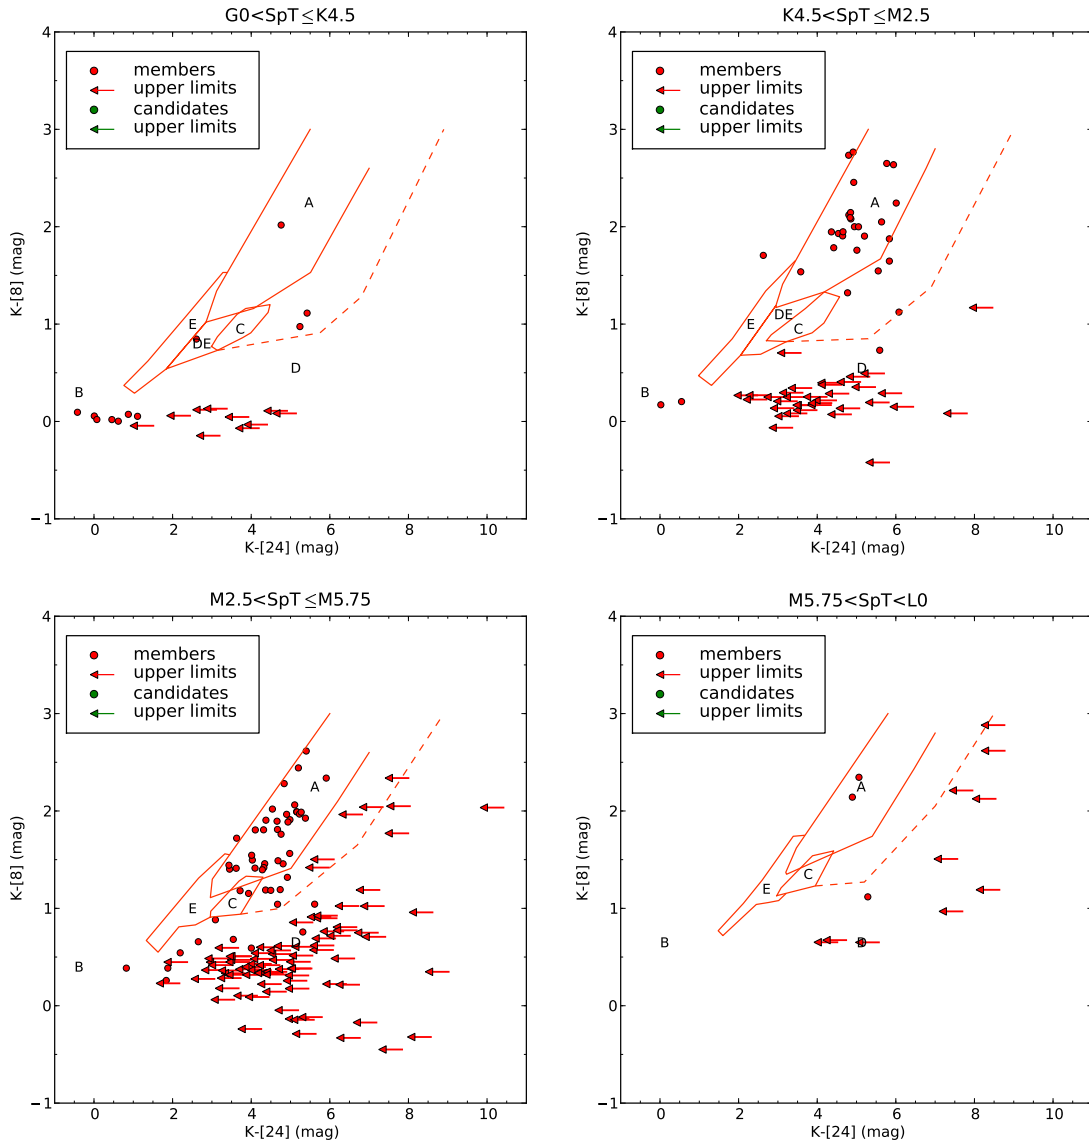 G0<SpT≤K4.5
members
upper limits
candidates
upper limits
A
E
C
DE
D
B
4
3
2
1
0
−1
0
2
4
6
8
10
K-[24] (mag)
K-[8] (mag)
K4.5<SpT≤M2.5
members
upper limits
candidates
upper limits
A
DE
E
C
D
B
4
3
2
1
0
−1
0
2
4
6
8
10
K-[24] (mag)
K-[8] (mag)
M2.5<SpT≤M5.75
members
upper limits
candidates
upper limits
A
C
E
D
B
4
3
2
1
0
−1
0
2
4
6
8
10
K-[24] (mag)
K-[8] (mag)
M5.75<SpT<L0
members
upper limits
candidates
upper limits
A
C
E
D
B
4
3
2
1
0
−1
0
2
4
6
8
10
K-[24] (mag)
K-[8] (mag)